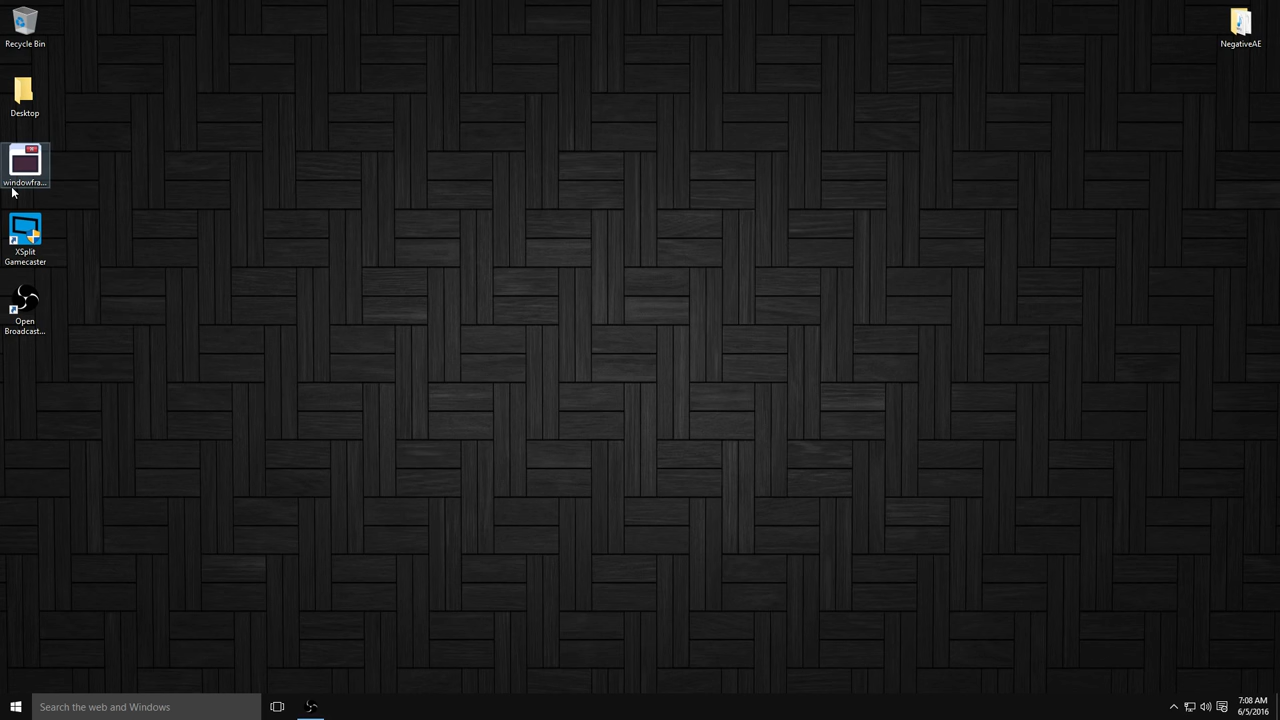 Recycle Bin
NegativeAE
Desktop
windowfra...
XSplit
Gamecaster
Open
Broadcast...
Search the web and Windows
7:08 AM
6/5/2016